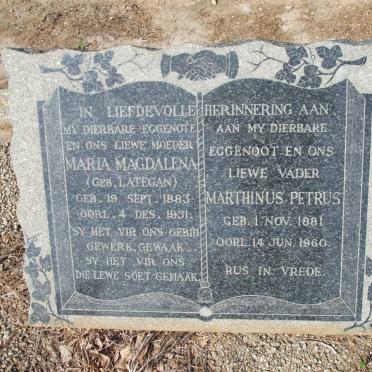 IN LIEFDEVOLLE HERINNERING AAN
MY DIERBARE EGGENOTE
EN ONS LIEWE MOEDER
MARIA MAGDALENA
(GEB. LATEGAN)
GEB. 19 SEPT. 1883
OORL. 4 DES. 1931.
SY HET VIR ONS GEBID
GEWERK, GEWAAK.
SY HET VIR ONS
DIE LEWE SOET GEMAAK.
AAN MY DIERBARE
EGGENOOT EN ONS
LIEWE VADER
MARTHINUS PETRUS
GEB. 1 NOV. 1881
OORL. 14 JUN. 1960.
RUS IN VREDE.